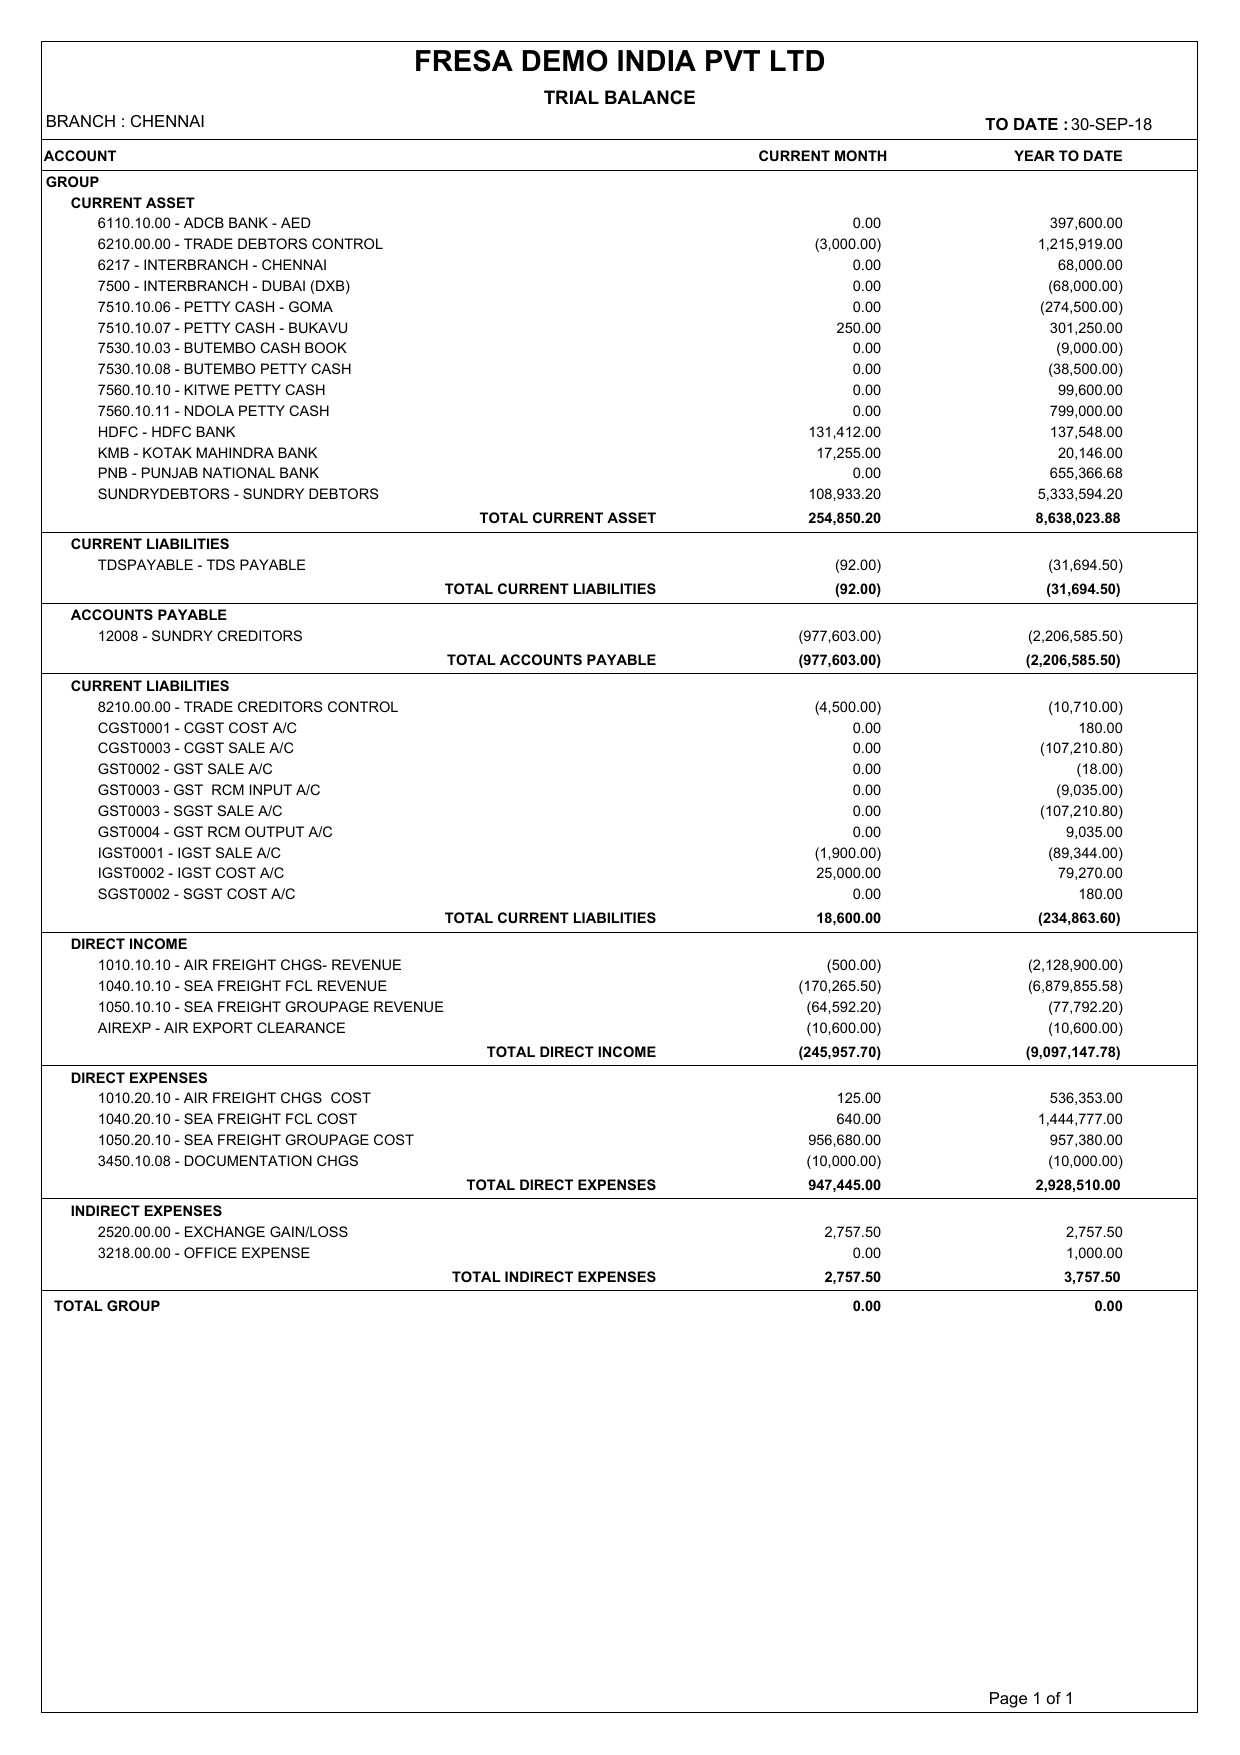 FRESA DEMO INDIA PVT LTD
TRIAL BALANCE
BRANCH : CHENNAI TO DATE : 30-SEP-18
ACCOUNT CURRENT MONTH YEAR TO DATE
GROUP
CURRENT ASSET
6110.10.00 - ADCB BANK - AED 0.00 397,600.00
6210.00.00 - TRADE DEBTORS CONTROL (3,000.00) 1,215,919.00
6217 - INTERBRANCH - CHENNAI 0.00 68,000.00
7500 - INTERBRANCH - DUBAI (DXB) 0.00 (68,000.00)
7510.10.06 - PETTY CASH - GOMA 0.00 (274,500.00)
7510.10.07 - PETTY CASH - BUKAVU 250.00 301,250.00
7530.10.03 - BUTEMBO CASH BOOK 0.00 (9,000.00)
7530.10.08 - BUTEMBO PETTY CASH 0.00 (38,500.00)
7560.10.10 - KITWE PETTY CASH 0.00 99,600.00
7560.10.11 - NDOLA PETTY CASH 0.00 799,000.00
HDFC - HDFC BANK 131,412.00 137,548.00
KMB - KOTAK MAHINDRA BANK 17,255.00 20,146.00
PNB - PUNJAB NATIONAL BANK 0.00 655,366.68
SUNDRYDEBTORS - SUNDRY DEBTORS 108,933.20 5,333,594.20
TOTAL CURRENT ASSET 254,850.20 8,638,023.88
CURRENT LIABILITIES
TDSPAYABLE - TDS PAYABLE (92.00) (31,694.50)
TOTAL CURRENT LIABILITIES (92.00) (31,694.50)
ACCOUNTS PAYABLE
12008 - SUNDRY CREDITORS (977,603.00) (2,206,585.50)
TOTAL ACCOUNTS PAYABLE (977,603.00) (2,206,585.50)
CURRENT LIABILITIES
8210.00.00 - TRADE CREDITORS CONTROL (4,500.00) (10,710.00)
CGST0001 - CGST COST A/C 0.00 180.00
CGST0003 - CGST SALE A/C 0.00 (107,210.80)
GST0002 - GST SALE A/C 0.00 (18.00)
GST0003 - GST  RCM INPUT A/C 0.00 (9,035.00)
GST0003 - SGST SALE A/C 0.00 (107,210.80)
GST0004 - GST RCM OUTPUT A/C 0.00 9,035.00
IGST0001 - IGST SALE A/C (1,900.00) (89,344.00)
IGST0002 - IGST COST A/C 25,000.00 79,270.00
SGST0002 - SGST COST A/C 0.00 180.00
TOTAL CURRENT LIABILITIES 18,600.00 (234,863.60)
DIRECT INCOME
1010.10.10 - AIR FREIGHT CHGS- REVENUE (500.00) (2,128,900.00)
1040.10.10 - SEA FREIGHT FCL REVENUE (170,265.50) (6,879,855.58)
1050.10.10 - SEA FREIGHT GROUPAGE REVENUE (64,592.20) (77,792.20)
AIREXP - AIR EXPORT CLEARANCE (10,600.00) (10,600.00)
TOTAL DIRECT INCOME (245,957.70) (9,097,147.78)
DIRECT EXPENSES
1010.20.10 - AIR FREIGHT CHGS  COST 125.00 536,353.00
1040.20.10 - SEA FREIGHT FCL COST 640.00 1,444,777.00
1050.20.10 - SEA FREIGHT GROUPAGE COST 956,680.00 957,380.00
3450.10.08 - DOCUMENTATION CHGS (10,000.00) (10,000.00)
TOTAL DIRECT EXPENSES 947,445.00 2,928,510.00
INDIRECT EXPENSES
2520.00.00 - EXCHANGE GAIN/LOSS 2,757.50 2,757.50
3218.00.00 - OFFICE EXPENSE 0.00 1,000.00
TOTAL INDIRECT EXPENSES 2,757.50 3,757.50
TOTAL GROUP 0.00 0.00
Page 1 of 1